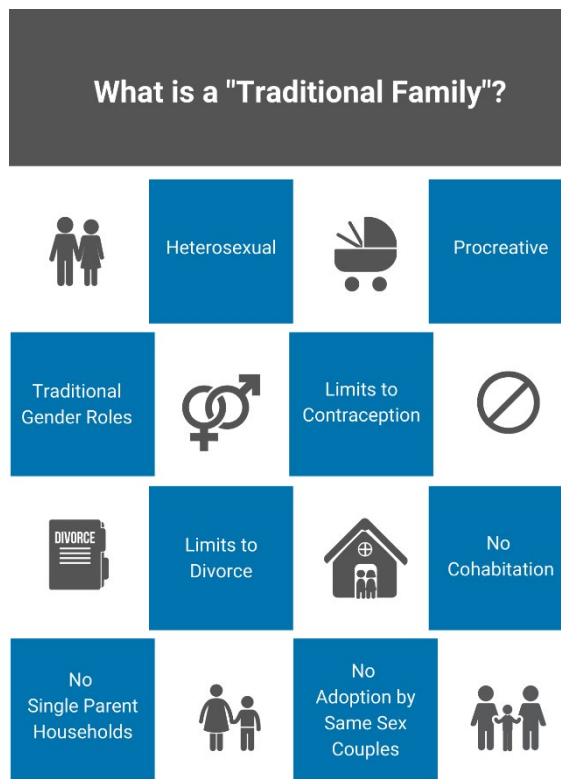 What is a "Traditional Family"?
Heterosexual
Procreative
Traditional
Gender Roles
Limits to
Contraception
DIVORCE
Limits to
Divorce
No
Cohabitation
No
Single Parent
Households
No
Adoption by
Same Sex
Couples